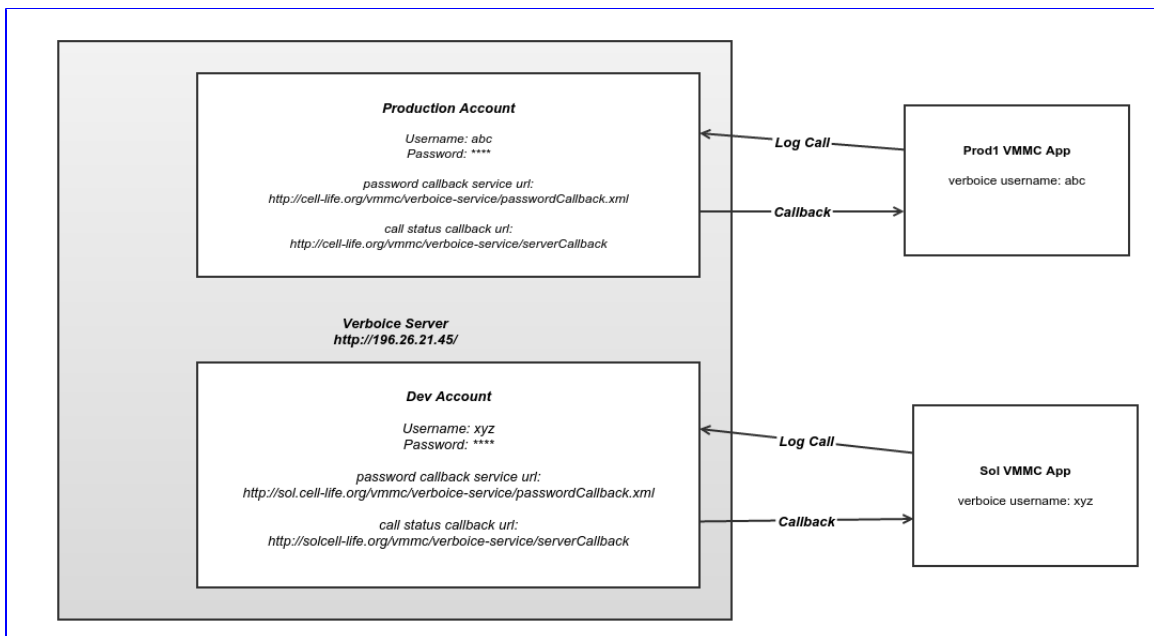 Production Account
Username: abc
Password: ****
password callback service url:
http://cell-life.org/vmmc/verboice-service/passwordCallback.xml
call status callback url:
http://cell-life.org/vmmc/verboice-service/serverCallback
Log Call
Callback
Prod1 VMMC App
verboice username: abc
Verboice Server
http://196.26.21.45/
Dev Account
Username: xyz
Password: ****
password callback service url:
http://sol.cell-life.org/vmmc/verboice-service/passwordCallback.xml
call status callback url:
http://solcell-life.org/vmmc/verboice-service/serverCallback
Log Call
Callback
Sol VMMC App
verboice username: xyz